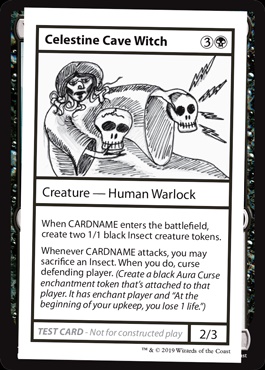 Celestine Cave Witch 3
Creature — Human Warlock
When CARDNAME enters the battlefield,
create two 1/1 black Insect creature tokens.
Whenever CARDNAME attacks, you may
sacrifice an Insect. When you do, curse
defending player. (Create a black Aura Curse
enchantment token that's attached to that
player. It has enchant player and “At the
beginning of your upkeep, you lose 1 life.”)
TEST CARD - Not for constructed play 2/3
™ & © 2019 Wizards of the Coast